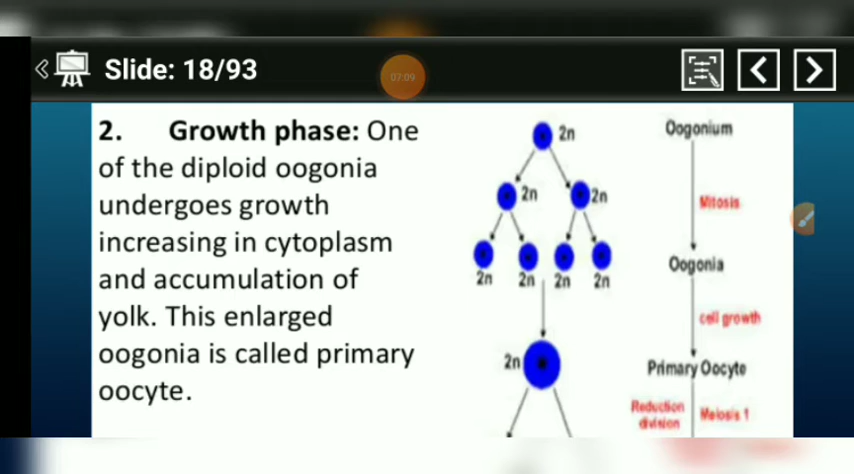 Slide: 18/93
07:09
2. Growth phase: One
of the diploid oogonia
undergoes growth
increasing in cytoplasm
and accumulation of
yolk. This enlarged
oogonia is called primary
oocyte.
2n
2n 2n
2n 2n 2n 2n
2n
Oogonium
Mitosis
Oogonia
cell growth
Primary Oocyte
Reduction
division
Meiosis 1